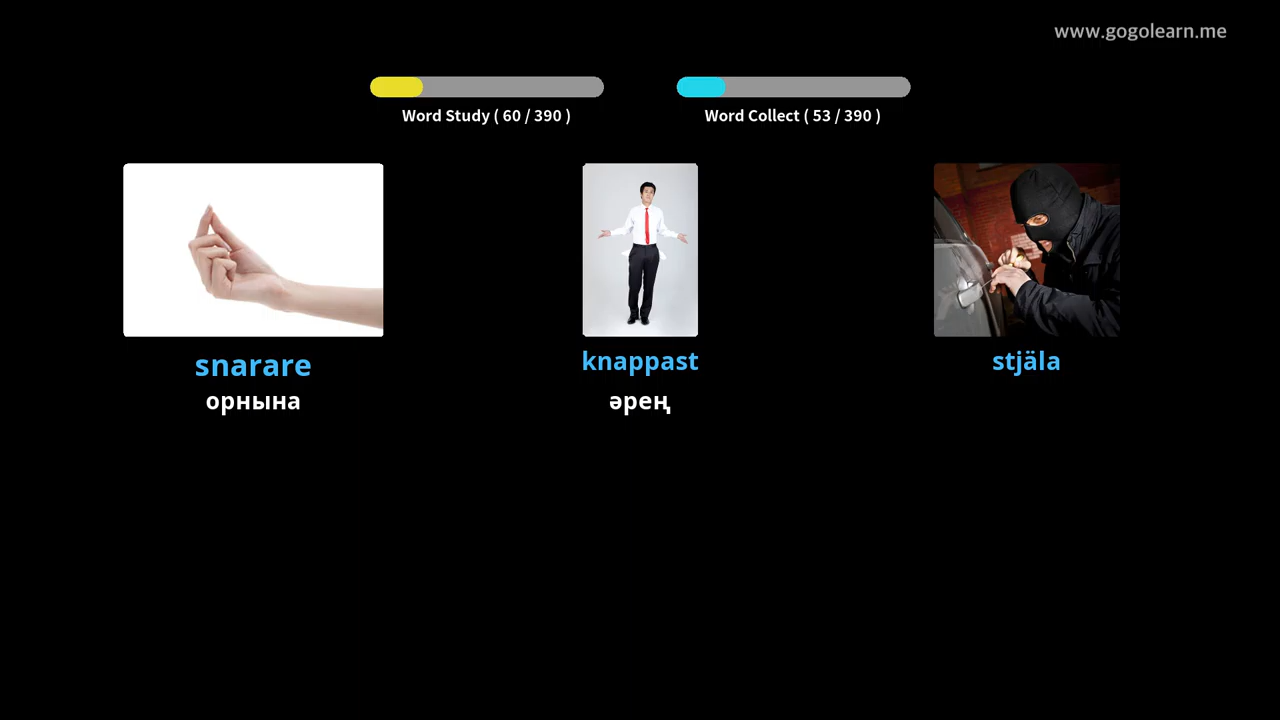 www.gogolearn.me
Word Study ( 60 / 390 )
Word Collect ( 53 / 390 )
snarare
knappast
stjäla
орнына
әрең